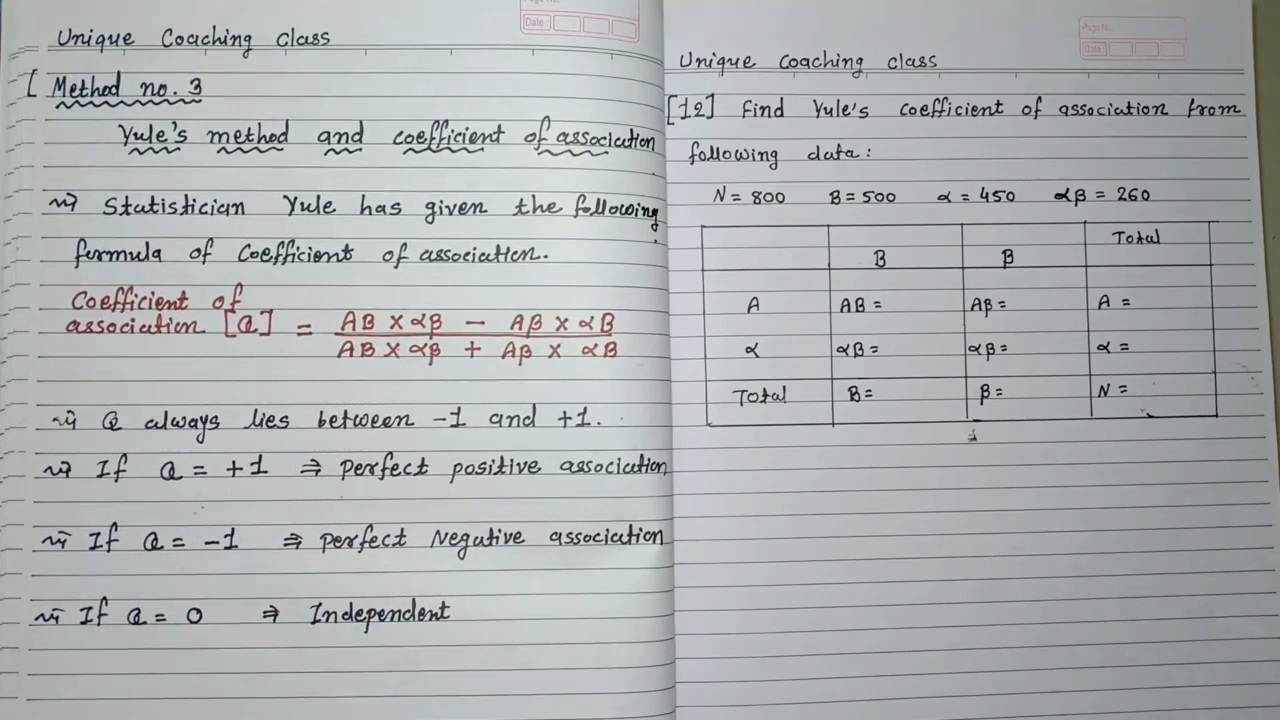 Unique Coaching Class
[ Method no. 3
Yule's method and coefficient of association
⇝ Statistician Yule has given the following
formula of Coefficient of association.
Coefficient of
association [Q] = AB × αβ − Aβ × αB
AB × αβ + Aβ × αB
⇝ Q always lies between -1 and +1.
⇝ If Q = +1 ⇒ Perfect positive association
⇝ If Q = -1 ⇒ Perfect Negative association
⇝ If Q = 0 ⇒ Independent
Date
Unique Coaching Class
[12] Find Yule's coefficient of association from
following data:
N = 800 B = 500 α = 450 αβ = 260
B β Total
A AB = Aβ = A =
α αB = αβ = α =
Total B = β = N =
Page No.
Date